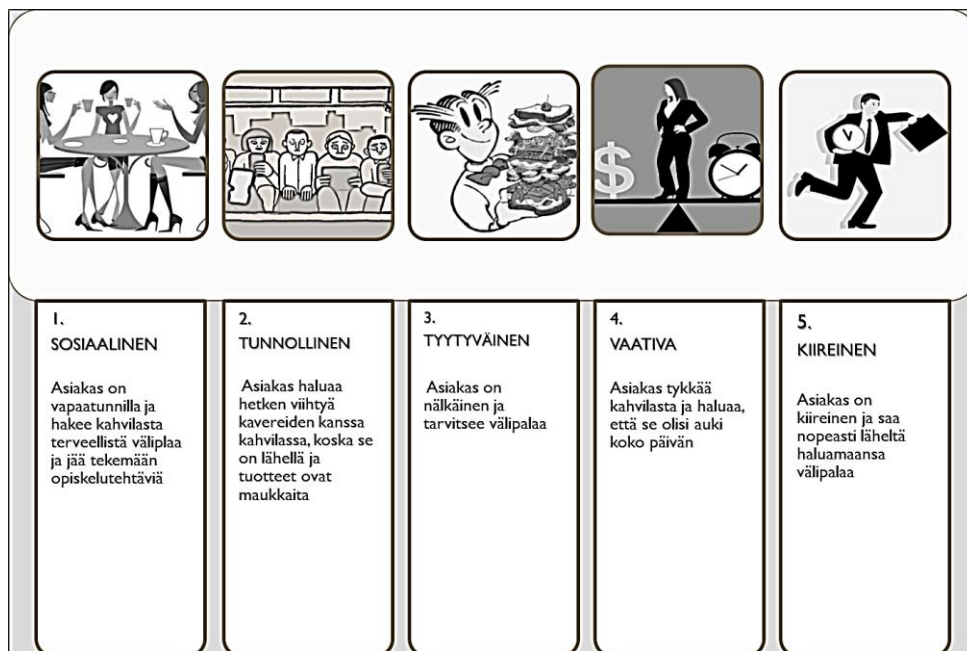 1.
SOSIAALINEN
Asiakas on
vapaatunnilla ja
hakee kahvilasta
terveellistä väliplaa
ja jää tekemään
opiskelutehtäviä
2.
TUNNOLLINEN
Asiakas haluaa
hetken viihtyä
kavereiden kanssa
kahvilassa, koska se
on lähellä ja
tuotteet ovat
maukkaita
3.
TYYTYVÄINEN
Asiakas on
nälkäinen ja
tarvitsee välipalaa
4.
VAATIVA
Asiakas tykkää
kahvilasta ja haluaa,
että se olisi auki
koko päivän
5.
KIIREINEN
Asiakas on
kiireinen ja saa
nopeasti läheltä
haluamaansa
välipalaa